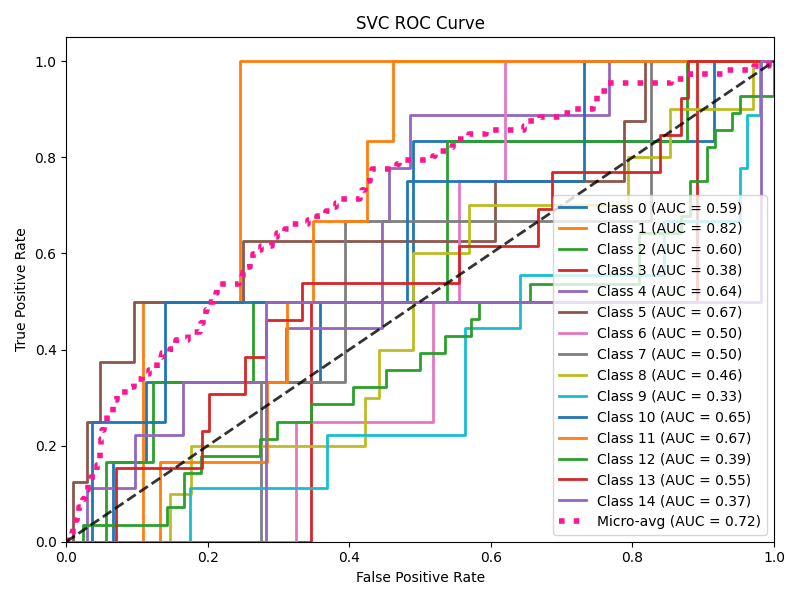 SVC ROC Curve
True Positive Rate
1.0
0.8
0.6
0.4
0.2
0.0
0.0
0.2
0.4
0.6
0.8
1.0
False Positive Rate
Class 0 (AUC = 0.59)
Class 1 (AUC = 0.82)
Class 2 (AUC = 0.60)
Class 3 (AUC = 0.38)
Class 4 (AUC = 0.64)
Class 5 (AUC = 0.67)
Class 6 (AUC = 0.50)
Class 7 (AUC = 0.50)
Class 8 (AUC = 0.46)
Class 9 (AUC = 0.33)
Class 10 (AUC = 0.65)
Class 11 (AUC = 0.67)
Class 12 (AUC = 0.39)
Class 13 (AUC = 0.55)
Class 14 (AUC = 0.37)
Micro-avg (AUC = 0.72)